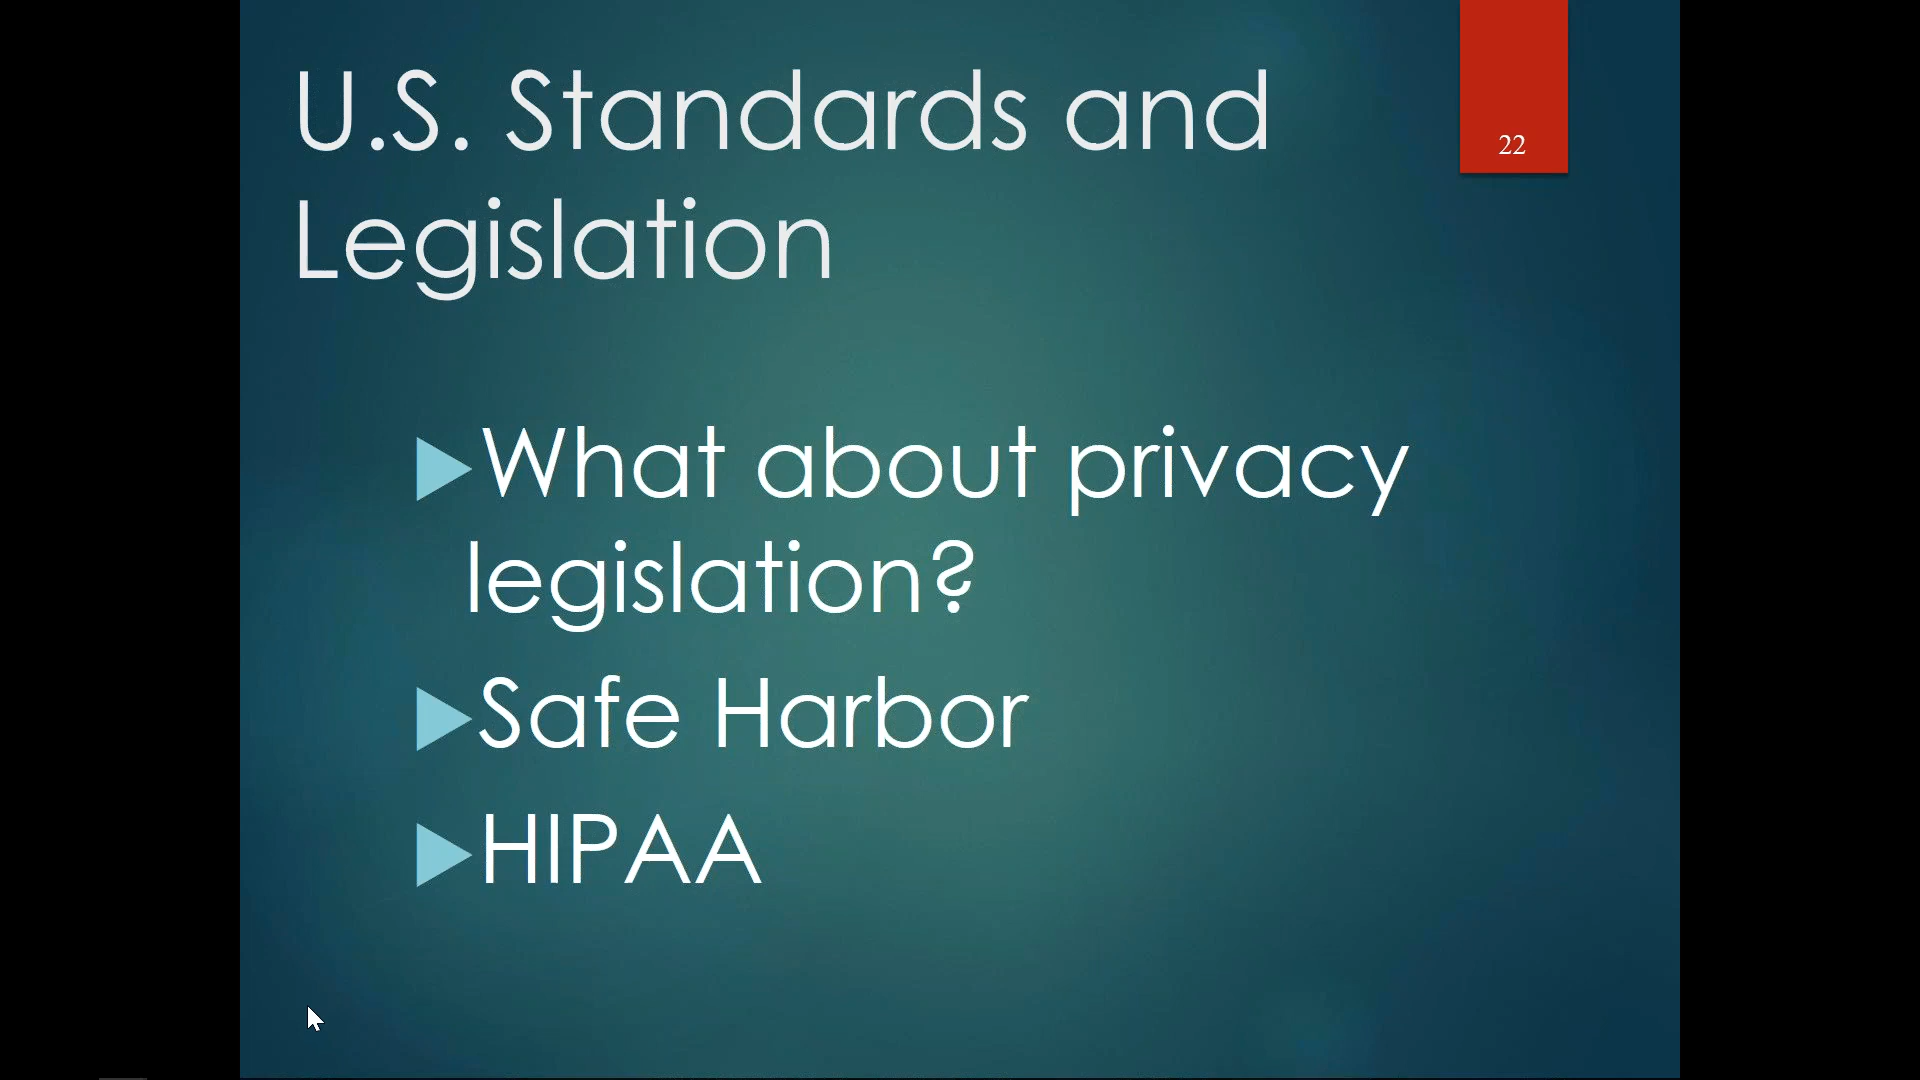 U.S. Standards and
Legislation
22
What about privacy
legislation?
Safe Harbor
HIPAA